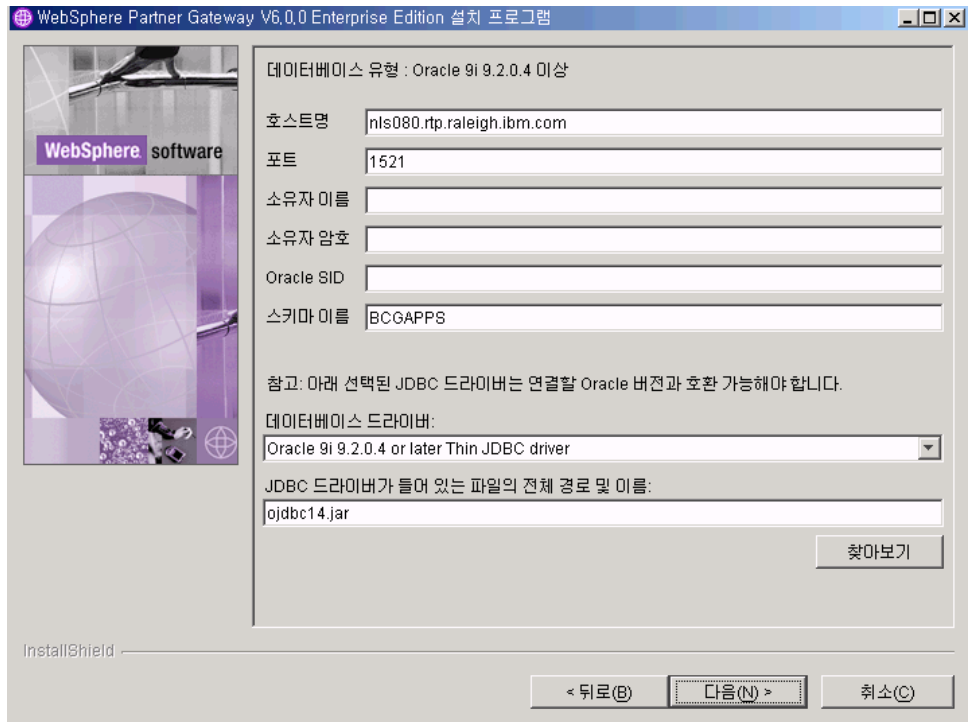 WebSphere Partner Gateway V6,0,0 Enterprise Edition 설치 프로그램
WebSphere software
데이터베이스 유형 : Oracle 9i 9.2.0.4 이상
호스트명 nls080.rtp.raleigh.ibm.com
포트 1521
소유자 이름
소유자 암호
Oracle SID
스키마 이름 BCGAPPS
참고: 아래 선택된 JDBC 드라이버는 연결할 Oracle 버전과 호환 가능해야 합니다.
데이터베이스 드라이버:
Oracle 9i 9.2.0.4 or later Thin JDBC driver
JDBC 드라이버가 들어 있는 파일의 전체 경로 및 이름:
ojdbc14.jar
찾아보기
InstallShield
< 뒤로(B) 다음(N) > 취소(C)